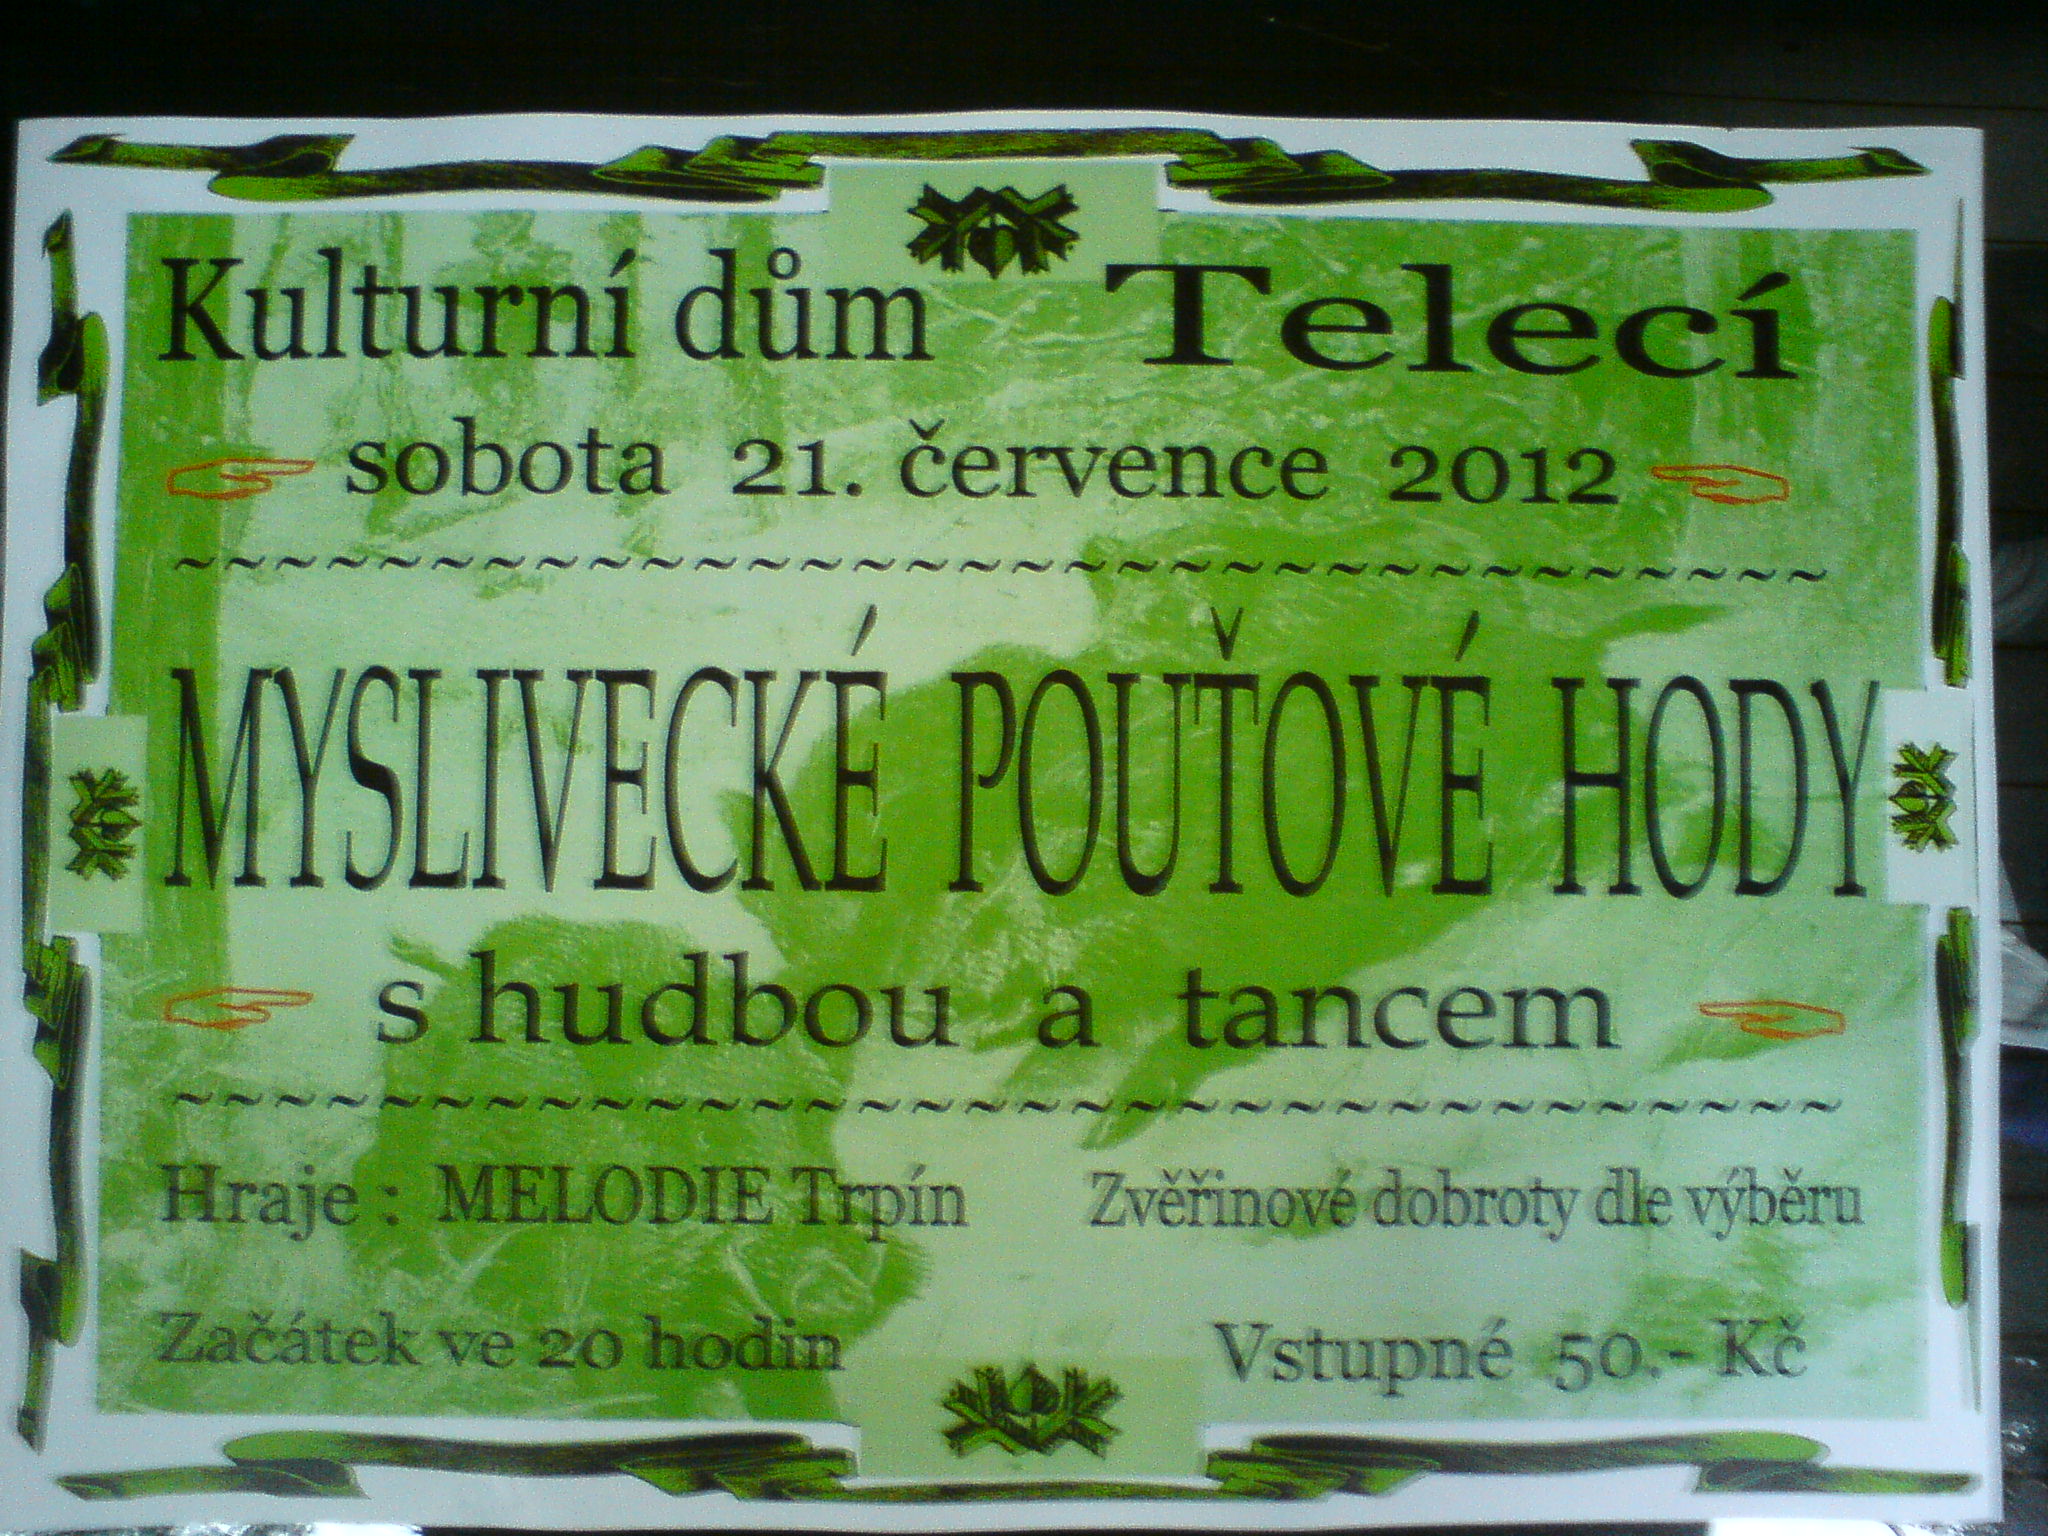 Kulturní dům Telecí
sobota 21. července 2012
~~~~~~~~~~~~~~~~~~~~~~~~~~~~~~~~
MYSLIVECKÉ POUŤOVÉ HODY
s hudbou a tancem
~~~~~~~~~~~~~~~~~~~~~~~~~~~~~~~~
Hraje : MELODIE Trpín Zvěřinové dobroty dle výběru
Začátek ve 20 hodin Vstupné 50.- Kč